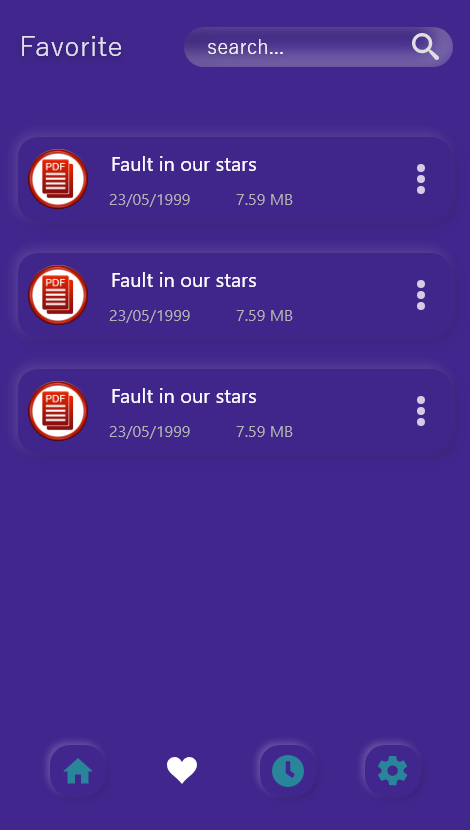 Favorite
search...
PDF
Fault in our stars
23/05/1999 7.59 MB
PDF
Fault in our stars
23/05/1999 7.59 MB
PDF
Fault in our stars
23/05/1999 7.59 MB